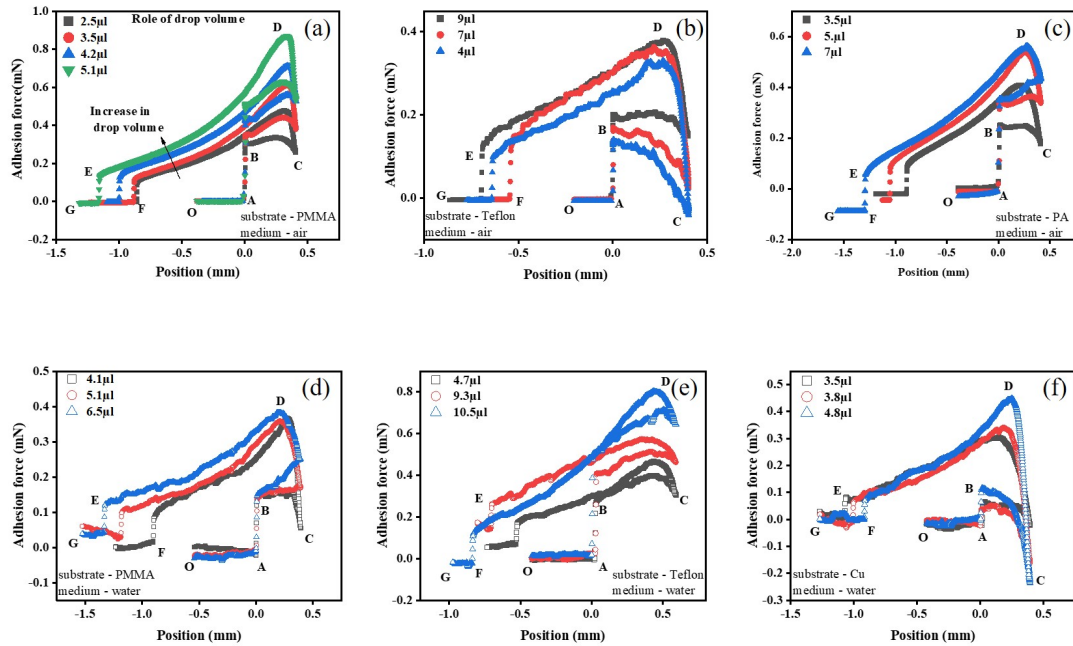 Role of drop volume
(a)
2.5µl
3.5µl
4.2µl
5.1µl
Increase in
drop volume
D
E
B
C
G
F
O
A
substrate - PMMA
medium - air
1.0
0.8
0.6
0.4
0.2
0.0
-0.2
-1.5
-1.0
-0.5
0.0
0.5
Adhesion force(mN)
Position (mm)
(b)
9µl
7µl
4µl
D
E
B
G
F
O
A
C
substrate - Teflon
medium - air
0.4
0.2
0.0
-1.0
-0.5
0.0
0.5
Adhesion force (mN)
Position (mm)
(c)
3.5µl
5.µl
7µl
D
B
C
E
A
O
G
F
substrate - PA
medium - air
0.6
0.4
0.2
0.0
-0.2
-2.0
-1.5
-1.0
-0.5
0.0
0.5
Adhesion force (mN)
Position (mm)
(d)
4.1µl
5.1µl
6.5µl
D
E
B
G
F
O
A
C
substrate - PMMA
medium - water
0.4
0.3
0.2
0.1
0.0
-0.1
-1.5
-1.0
-0.5
0.0
0.5
Adhesion force (mN)
Position (mm)
(e)
4.7µl
9.3µl
10.5µl
D
E
B
C
G
F
O
A
substrate - Teflon
medium - water
0.8
0.6
0.4
0.2
0.0
-0.2
-1.0
-0.5
0.0
0.5
Adhesion force (mN)
Position (mm)
(f)
3.5µl
3.8µl
4.8µl
D
E
B
G
F
O
A
C
substrate - Cu
medium - water
0.5
0.4
0.3
0.2
0.1
0.0
-0.1
-0.2
-0.3
-1.5
-1.0
-0.5
0.0
0.5
Adhesion force (mN)
Position (mm)